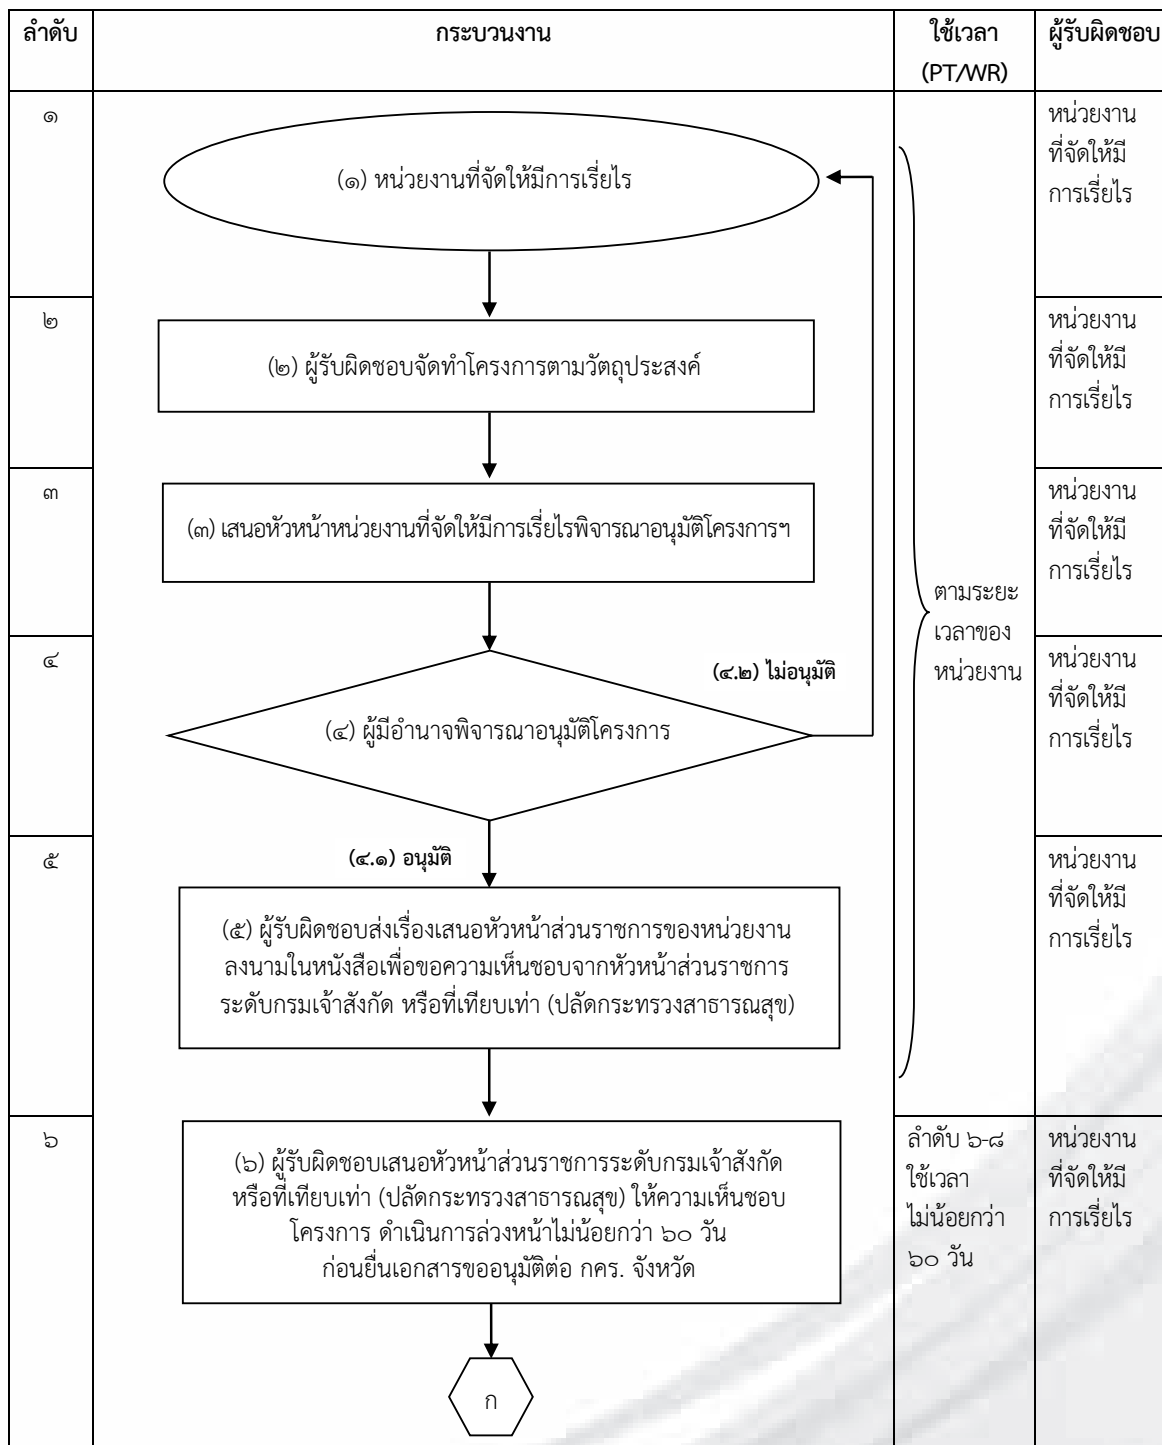 ลำดับ
กระบวนงาน
ใช้เวลา
(PT/WR)
ผู้รับผิดชอบ
๑
(๑) หน่วยงานที่จัดให้มีการเรี่ยไร
หน่วยงาน
ที่จัดให้มี
การเรี่ยไร
๒
(๒) ผู้รับผิดชอบจัดทำโครงการตามวัตถุประสงค์
หน่วยงาน
ที่จัดให้มี
การเรี่ยไร
๓
(๓) เสนอหัวหน้าหน่วยงานที่จัดให้มีการเรี่ยไรพิจารณาอนุมัติโครงการฯ
หน่วยงาน
ที่จัดให้มี
การเรี่ยไร
ตามระยะ
เวลาของ
หน่วยงาน
๔
(๔.๒) ไม่อนุมัติ
(๔) ผู้มีอำนาจพิจารณาอนุมัติโครงการ
หน่วยงาน
ที่จัดให้มี
การเรี่ยไร
๕
(๔.๑) อนุมัติ
(๕) ผู้รับผิดชอบส่งเรื่องเสนอหัวหน้าส่วนราชการของหน่วยงาน
ลงนามในหนังสือเพื่อขอความเห็นชอบจากหัวหน้าส่วนราชการ
ระดับกรมเจ้าสังกัด หรือที่เทียบเท่า (ปลัดกระทรวงสาธารณสุข)
หน่วยงาน
ที่จัดให้มี
การเรี่ยไร
๖
(๖) ผู้รับผิดชอบเสนอหัวหน้าส่วนราชการระดับกรมเจ้าสังกัด
หรือที่เทียบเท่า (ปลัดกระทรวงสาธารณสุข) ให้ความเห็นชอบ
โครงการ ดำเนินการล่วงหน้าไม่น้อยกว่า ๖๐ วัน
ก่อนยื่นเอกสารขออนุมัติต่อ กคร. จังหวัด
ลำดับ ๖-๘
ใช้เวลา
ไม่น้อยกว่า
๖๐ วัน
หน่วยงาน
ที่จัดให้มี
การเรี่ยไร
ก